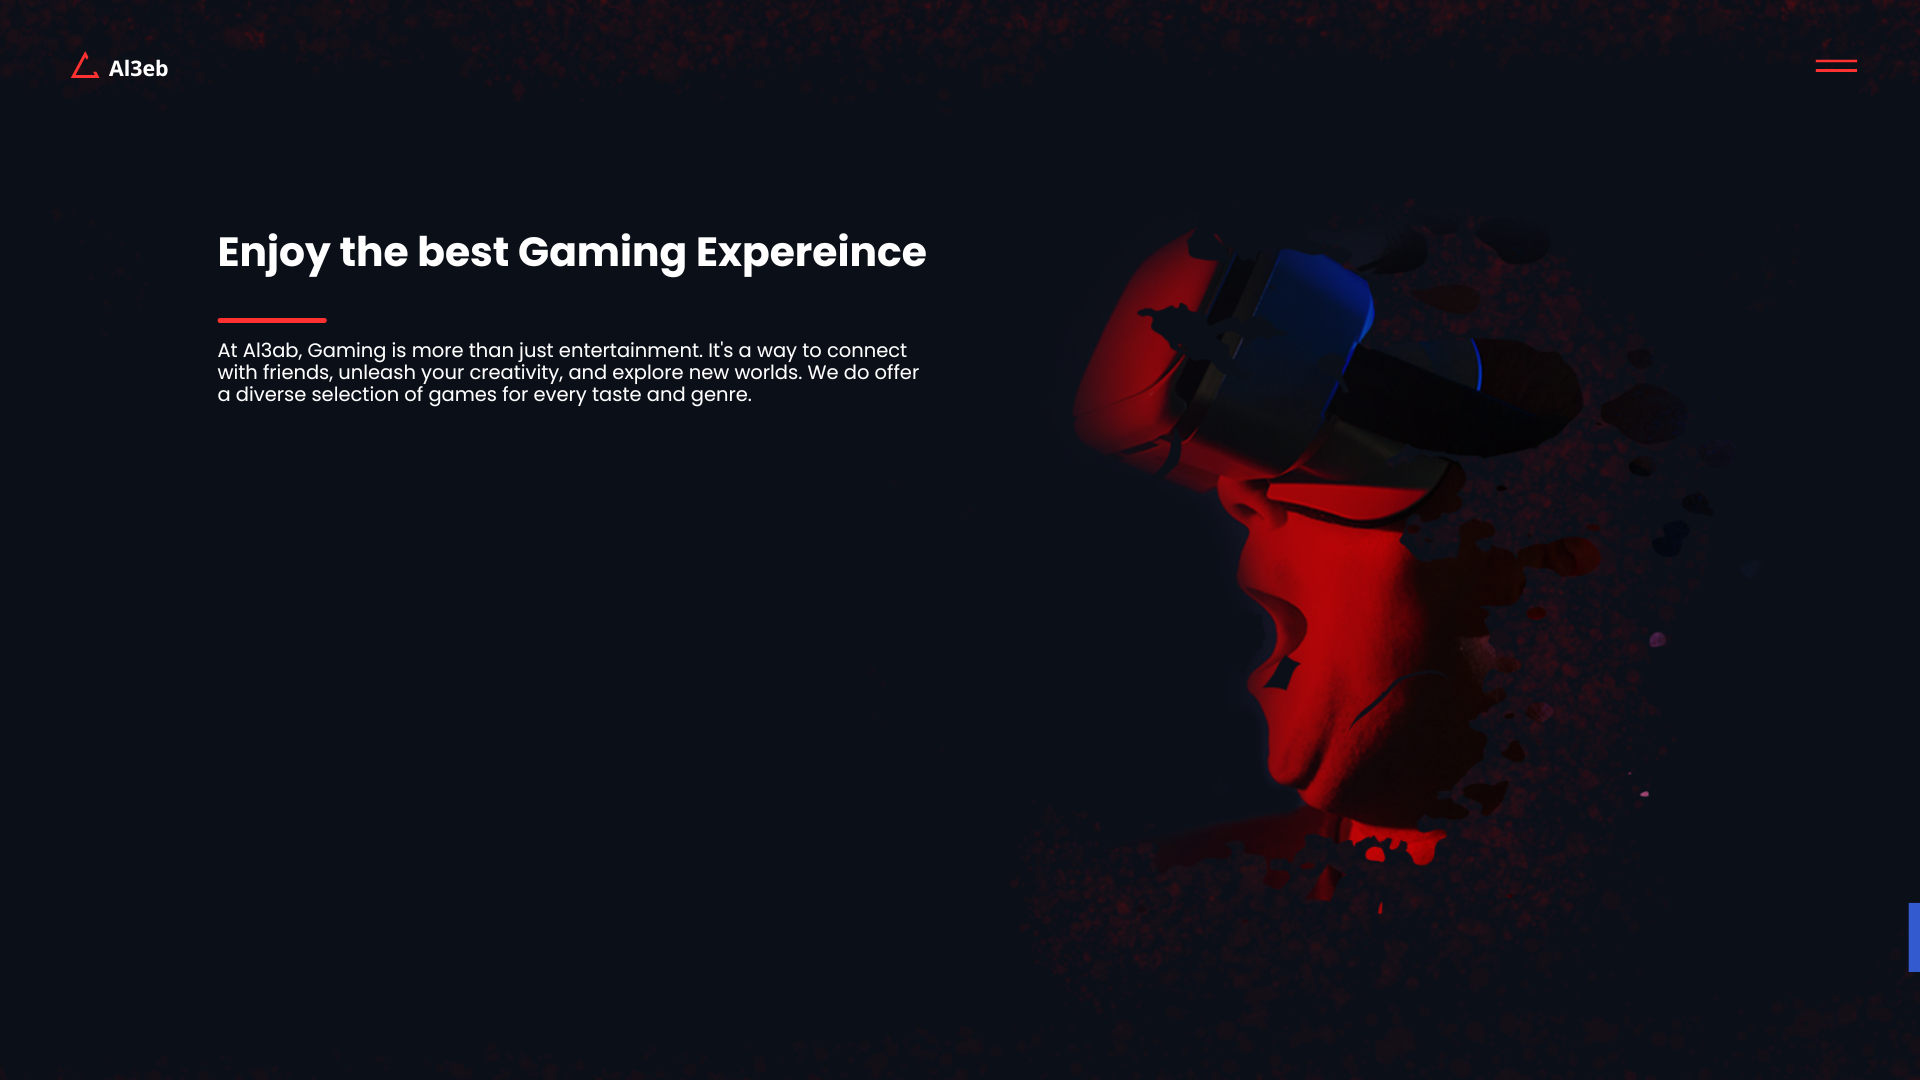 Al3eb
Enjoy the best Gaming Expereince
At Al3ab, Gaming is more than just entertainment. It's a way to connect
with friends, unleash your creativity, and explore new worlds. We do offer
a diverse selection of games for every taste and genre.